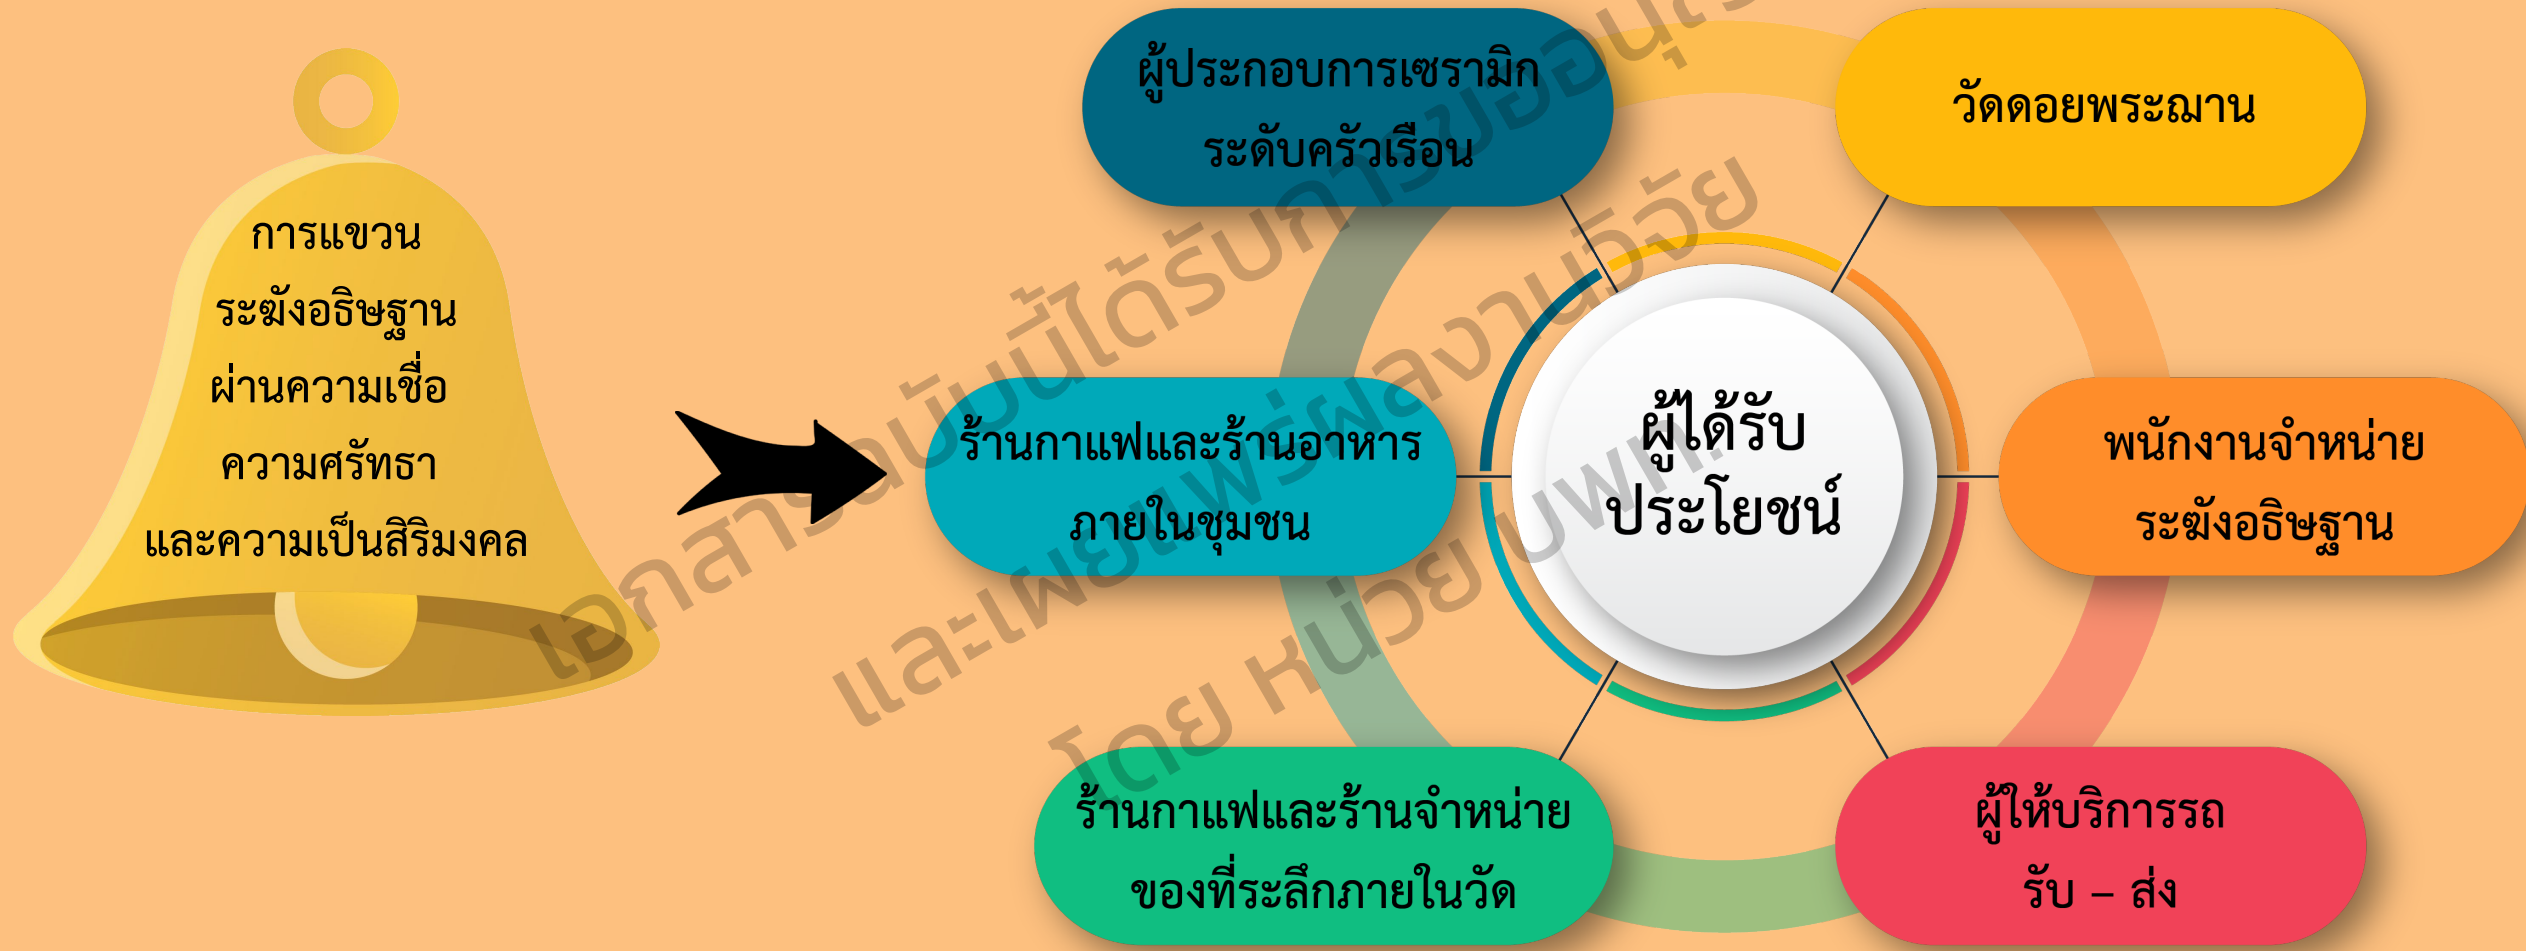 การแขวน
ระฆังอธิษฐาน
ผ่านความเชื่อ
ความศรัทธา
และความเป็นสิริมงคล
ผู้ประกอบการเซรามิก
ระดับครัวเรือน
วัดดอยพระฌาน
ร้านกาแฟและร้านอาหาร
ภายในชุมชน
ผู้ได้รับ
ประโยชน์
พนักงานจำหน่าย
ระฆังอธิษฐาน
ร้านกาแฟและร้านจำหน่าย
ของที่ระลึกภายในวัด
ผู้ให้บริการรถ
รับ – ส่ง
เอกสารฉบับนี้ได้รับการขออนุ
และเผยแพร่ผลงานวิจัย
โดย หน่วย บพท.